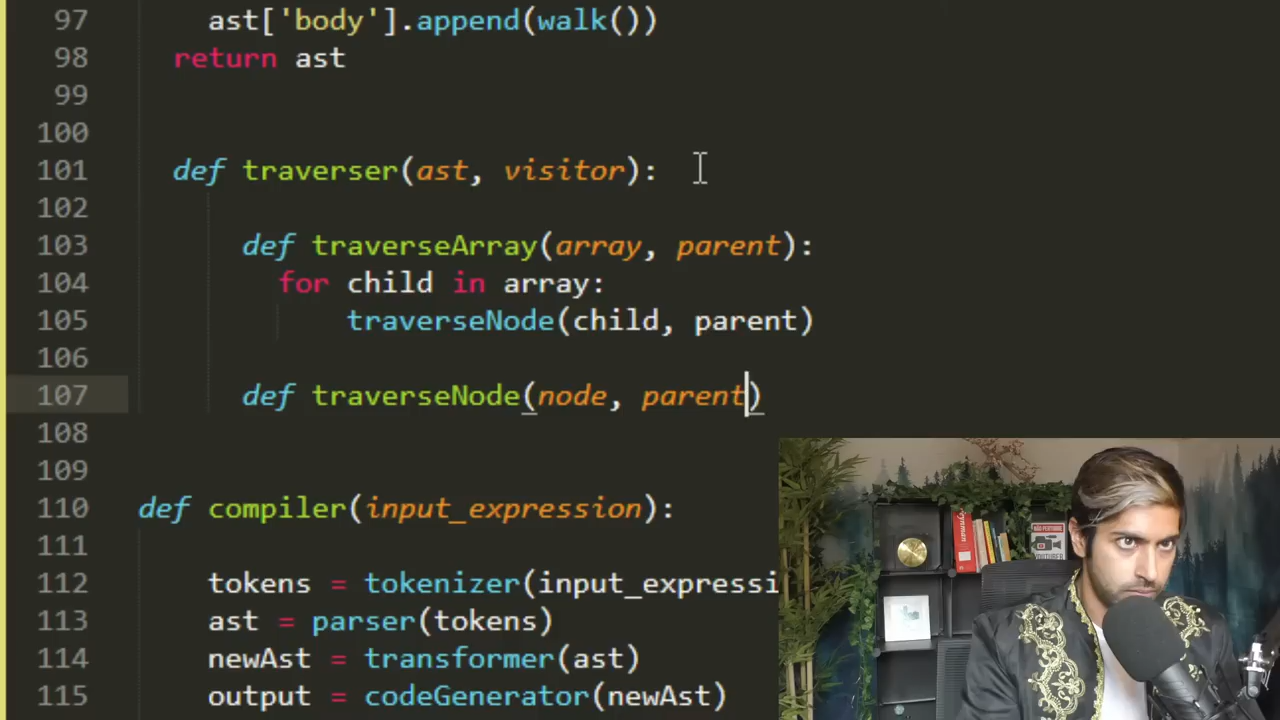 97 ast['body'].append(walk())
98 return ast
99
100
101 def traverser(ast, visitor):
102
103 def traverseArray(array, parent):
104 for child in array:
105 traverseNode(child, parent)
106
107 def traverseNode(node, parent)
108
109
110 def compiler(input_expression):
111
112 tokens = tokenizer(input_expressi
113 ast = parser(tokens)
114 newAst = transformer(ast)
115 output = codeGenerator(newAst)